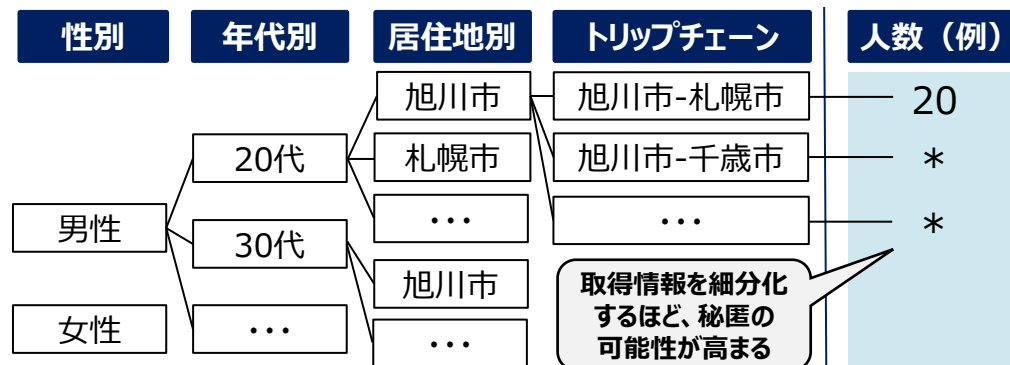 性別 年代別 居住地別 トリップチェーン 人数（例）
旭川市 旭川市-札幌市 20
20代 札幌市 旭川市-千歳市 *
男性 ・・・ ・・・ *
30代
旭川市
女性 ・・・ ・・・
取得情報を細分化
するほど、秘匿の
可能性が高まる